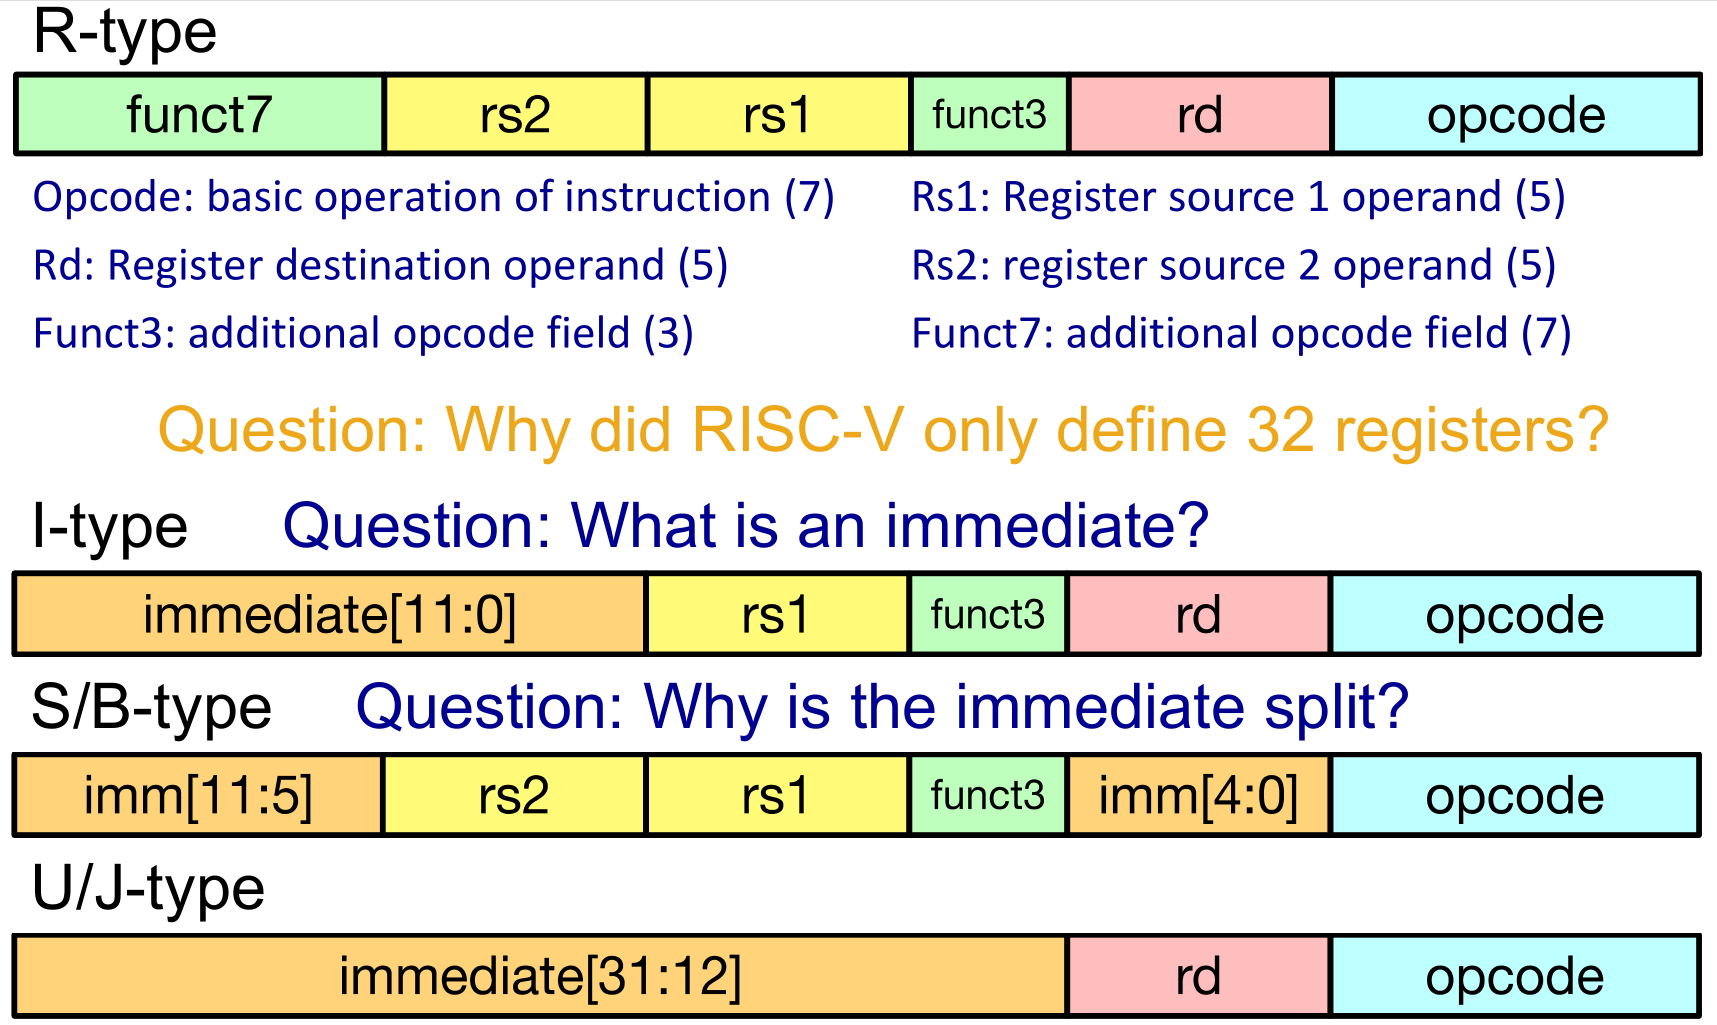 R-type
funct7 rs2 rs1 funct3 rd opcode
Opcode: basic operation of instruction (7) Rs1: Register source 1 operand (5)
Rd: Register destination operand (5) Rs2: register source 2 operand (5)
Funct3: additional opcode field (3) Funct7: additional opcode field (7)
Question: Why did RISC-V only define 32 registers?
I-type Question: What is an immediate?
immediate[11:0] rs1 funct3 rd opcode
S/B-type Question: Why is the immediate split?
imm[11:5] rs2 rs1 funct3 imm[4:0] opcode
U/J-type
immediate[31:12] rd opcode